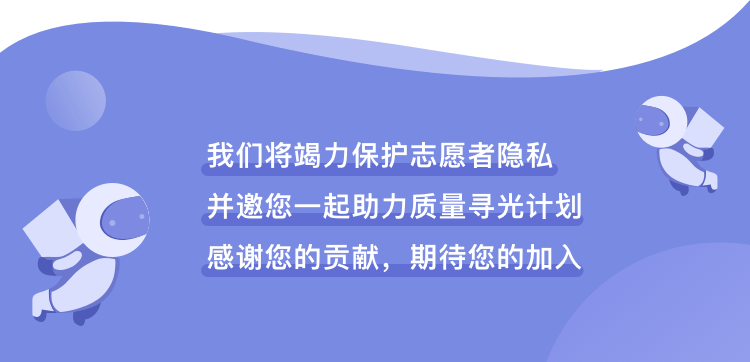 我们将竭力保护志愿者隐私
并邀您一起助力质量寻光计划
感谢您的贡献，期待您的加入